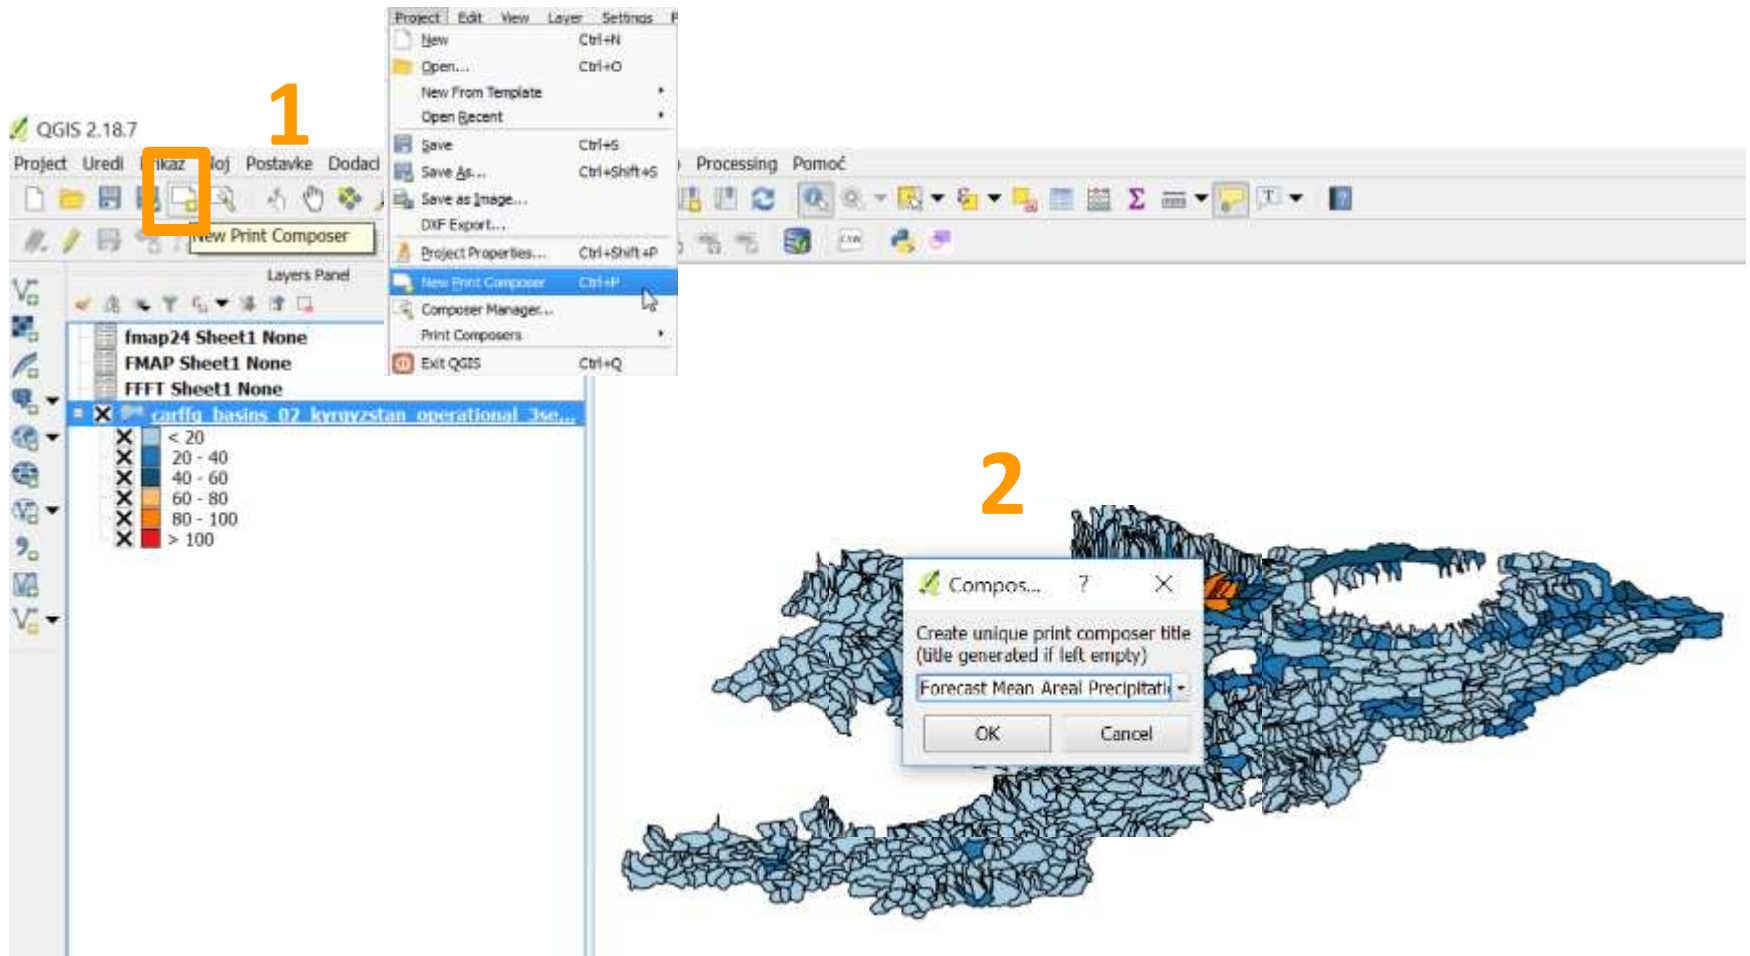 Project Edit View Layer Settings
New Ctrl+N
Open... Ctrl+O
New From Template
Open Recent
Save Ctrl+S
Save As... Ctrl+Shift+S
Save as Image...
DXF Export...
Project Properties... Ctrl+Shift+P
New Print Composer Ctrl+P
Composer Manager...
Print Composers
Exit QGIS Ctrl+Q
1
QGIS 2.18.7
Project Uredi Postavke Dodaci Processing Pomoć
New Print Composer
Layers Panel
fmap24 Sheet1 None
FMAP Sheet1 None
FFFT Sheet1 None
carffg_basins_02_kyrgyzstan_operational_3se...
< 20
20 - 40
40 - 60
60 - 80
80 - 100
> 100
2
Compos... ?
Create unique print composer title
(title generated if left empty)
Forecast Mean Areal Precipitati
OK Cancel